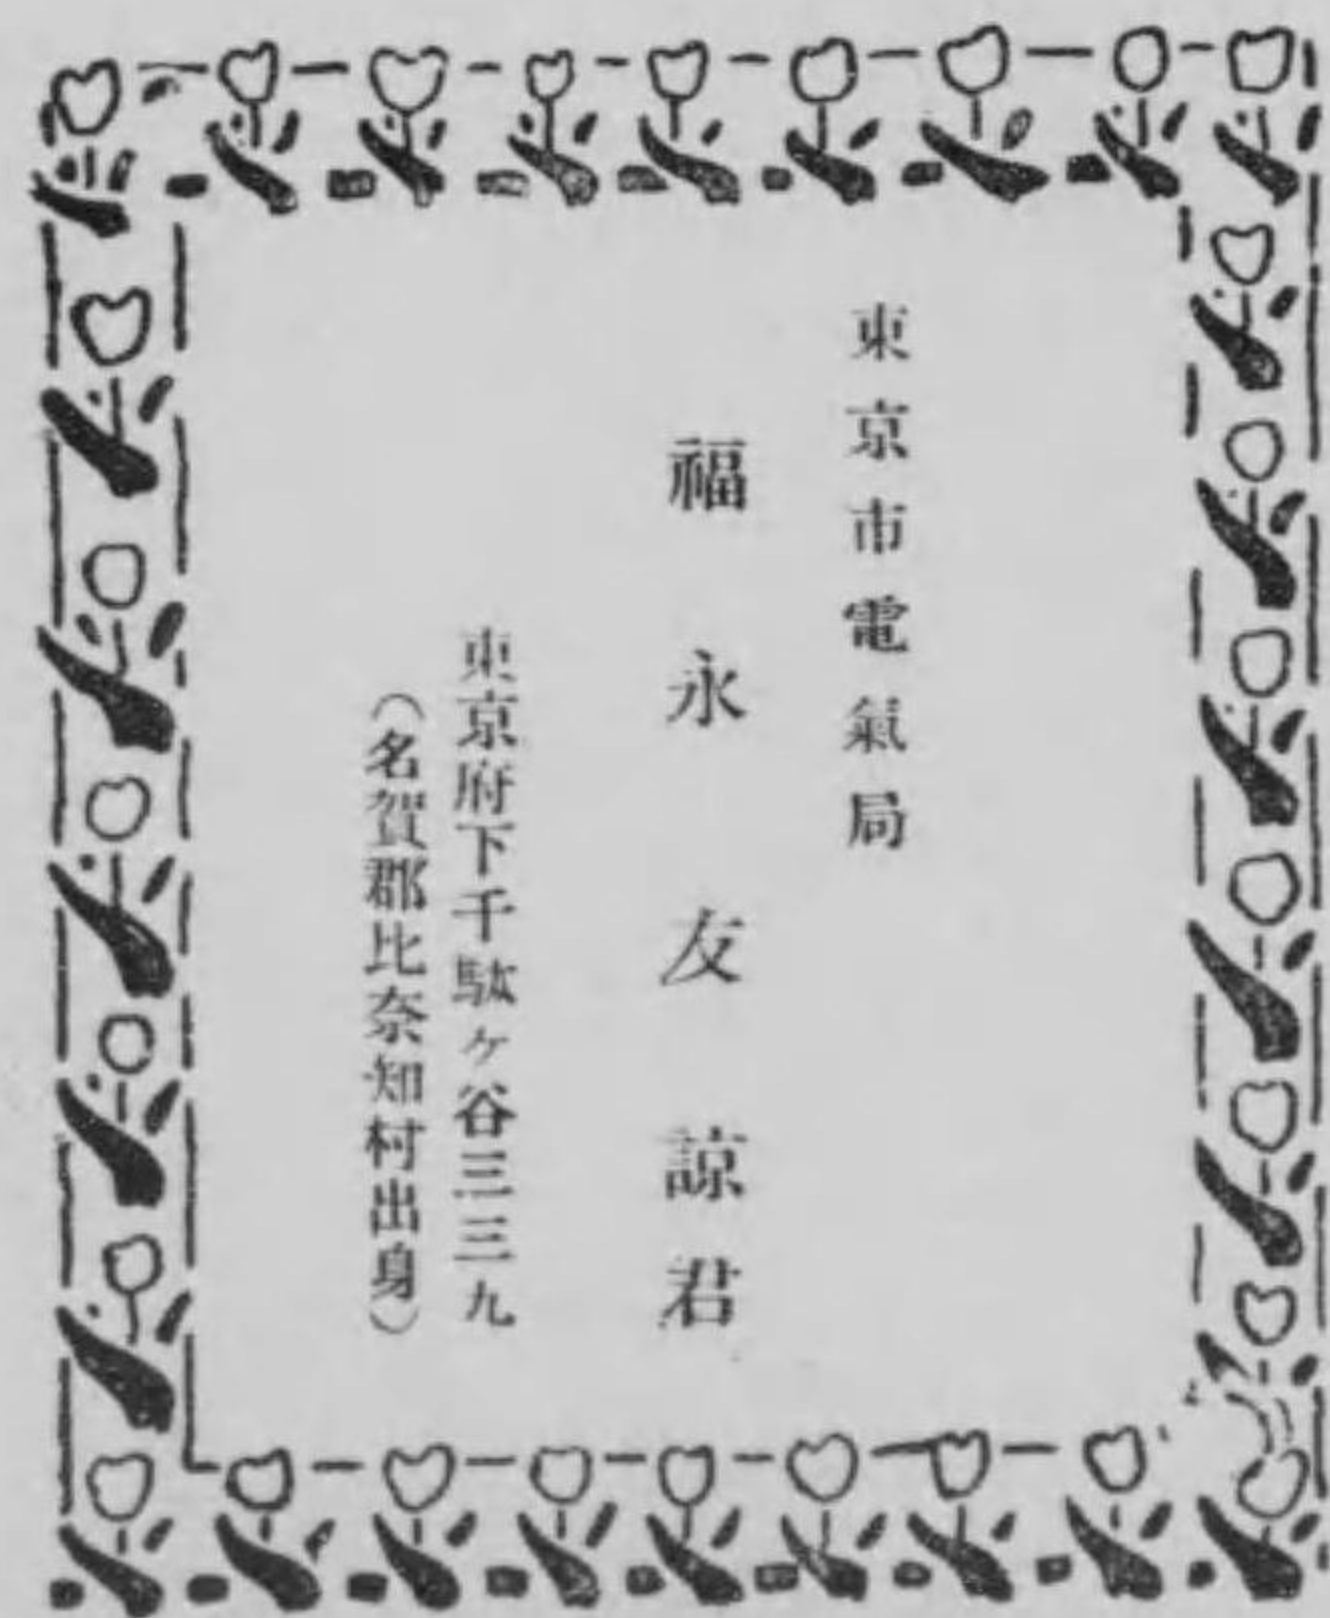 東京市電氣局
福永友諒君
東京府下千駄ヶ谷三三九
（名賀郡比奈知村出身）